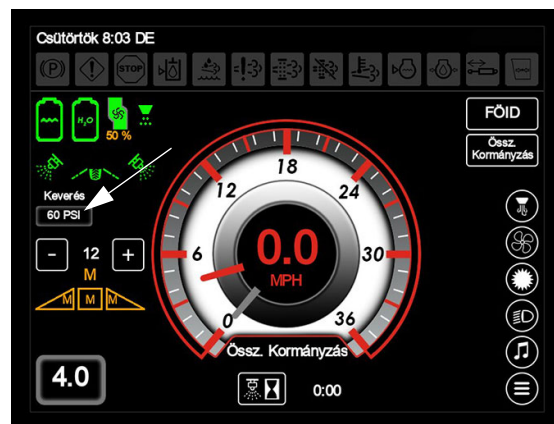 Csütörtök 8:03 DE
(P)
STOP
H₂O
50 %
FÖlD
Össz.
Kormányzás
Keverés
60 PSI
- 12 +
M
M M M
4.0
0
6
12
18
24
30
36
0.0
MPH
Össz. Kormányzás
0:00